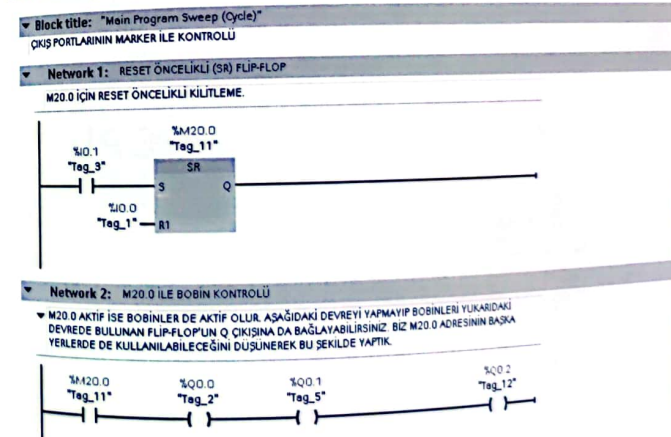 Block title: "Main Program Sweep (Cycle)"
ÇIKIŞ PORTLARININ MARKER İLE KONTROLÜ
Network 1: RESET ÖNCELİKLİ (SR) FLİP-FLOP
M20.0 İÇİN RESET ÖNCELİKLİ KİLİTLEME.
%M20.0
"Tag_11"
%I0.1
"Tag_3"
SR
S
Q
%I0.0
"Tag_1"
R1
Network 2: M20.0 İLE BOBİN KONTROLÜ
M20.0 AKTİF İSE BOBİNLER DE AKTİF OLUR. AŞAĞIDAKİ DEVREYİ YAPMAYIP BOBİNLERİ YUKARIDAKİ
DEVREDE BULUNAN FLİP-FLOP'UN Q ÇIKIŞINA DA BAĞLAYABİLİRSİNİZ. BİZ M20.0 ADRESİNİN BAŞKA
YERLERDE DE KULLANILABİLECEĞİNİ DÜŞÜNEREK BU ŞEKİLDE YAPTIK.
%M20.0 %Q0.0 %Q0.1 %Q0.2
"Tag_11" "Tag_2" "Tag_5" "Tag_12"